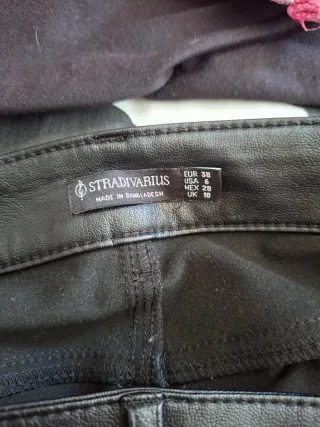 STRADIVARIUS
MADE IN BANGLADESH
EUR 38
USA 6
MEX 28
UK 10